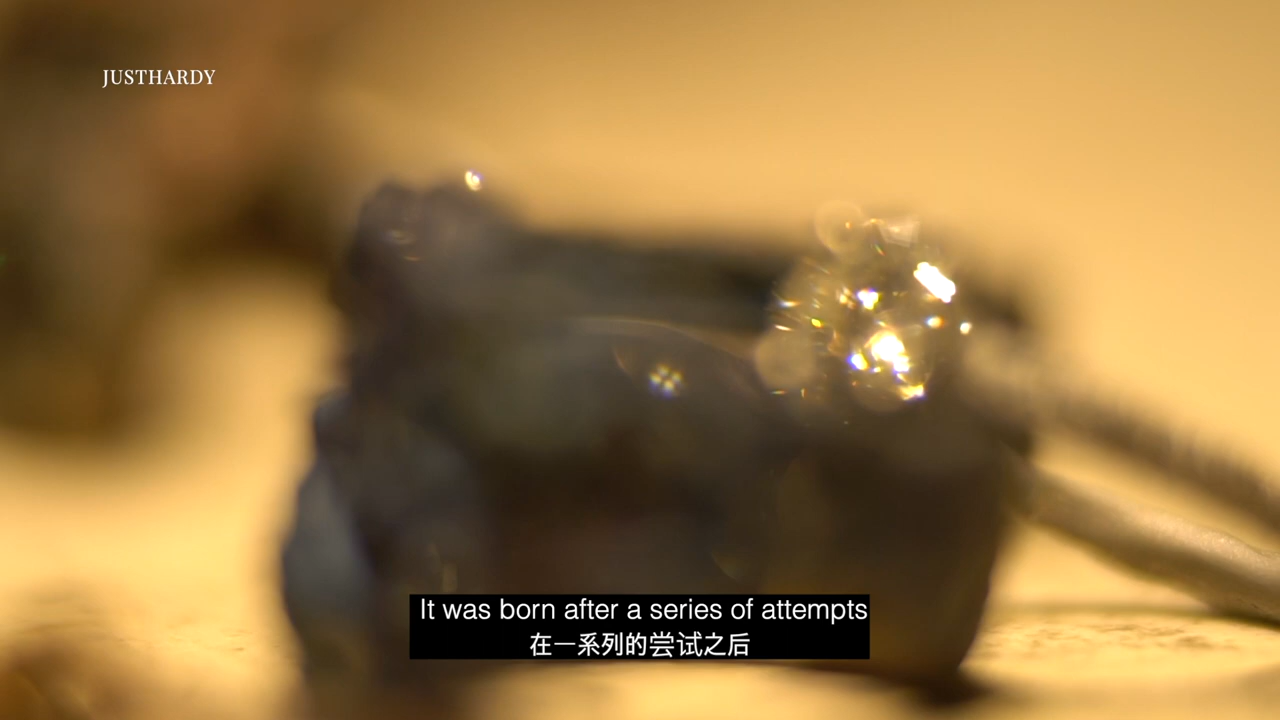 JUSTHARDY
It was born after a series of attempts
在一系列的尝试之后